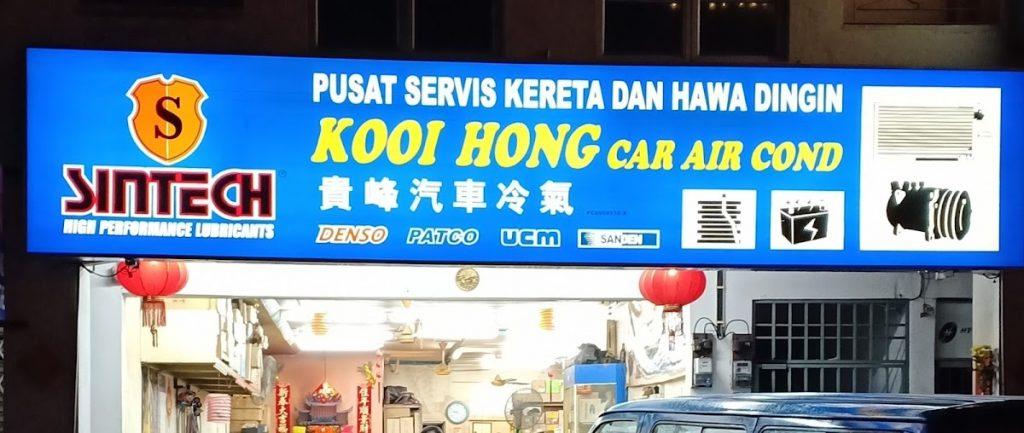 S
SINTECH
HIGH PERFORMANCE LUBRICANTS
PUSAT SERVIS KERETA DAN HAWA DINGIN
KOOI HONG CAR AIR COND
貴峰汽車冷氣
DENSO PATCO UCM SANDEN